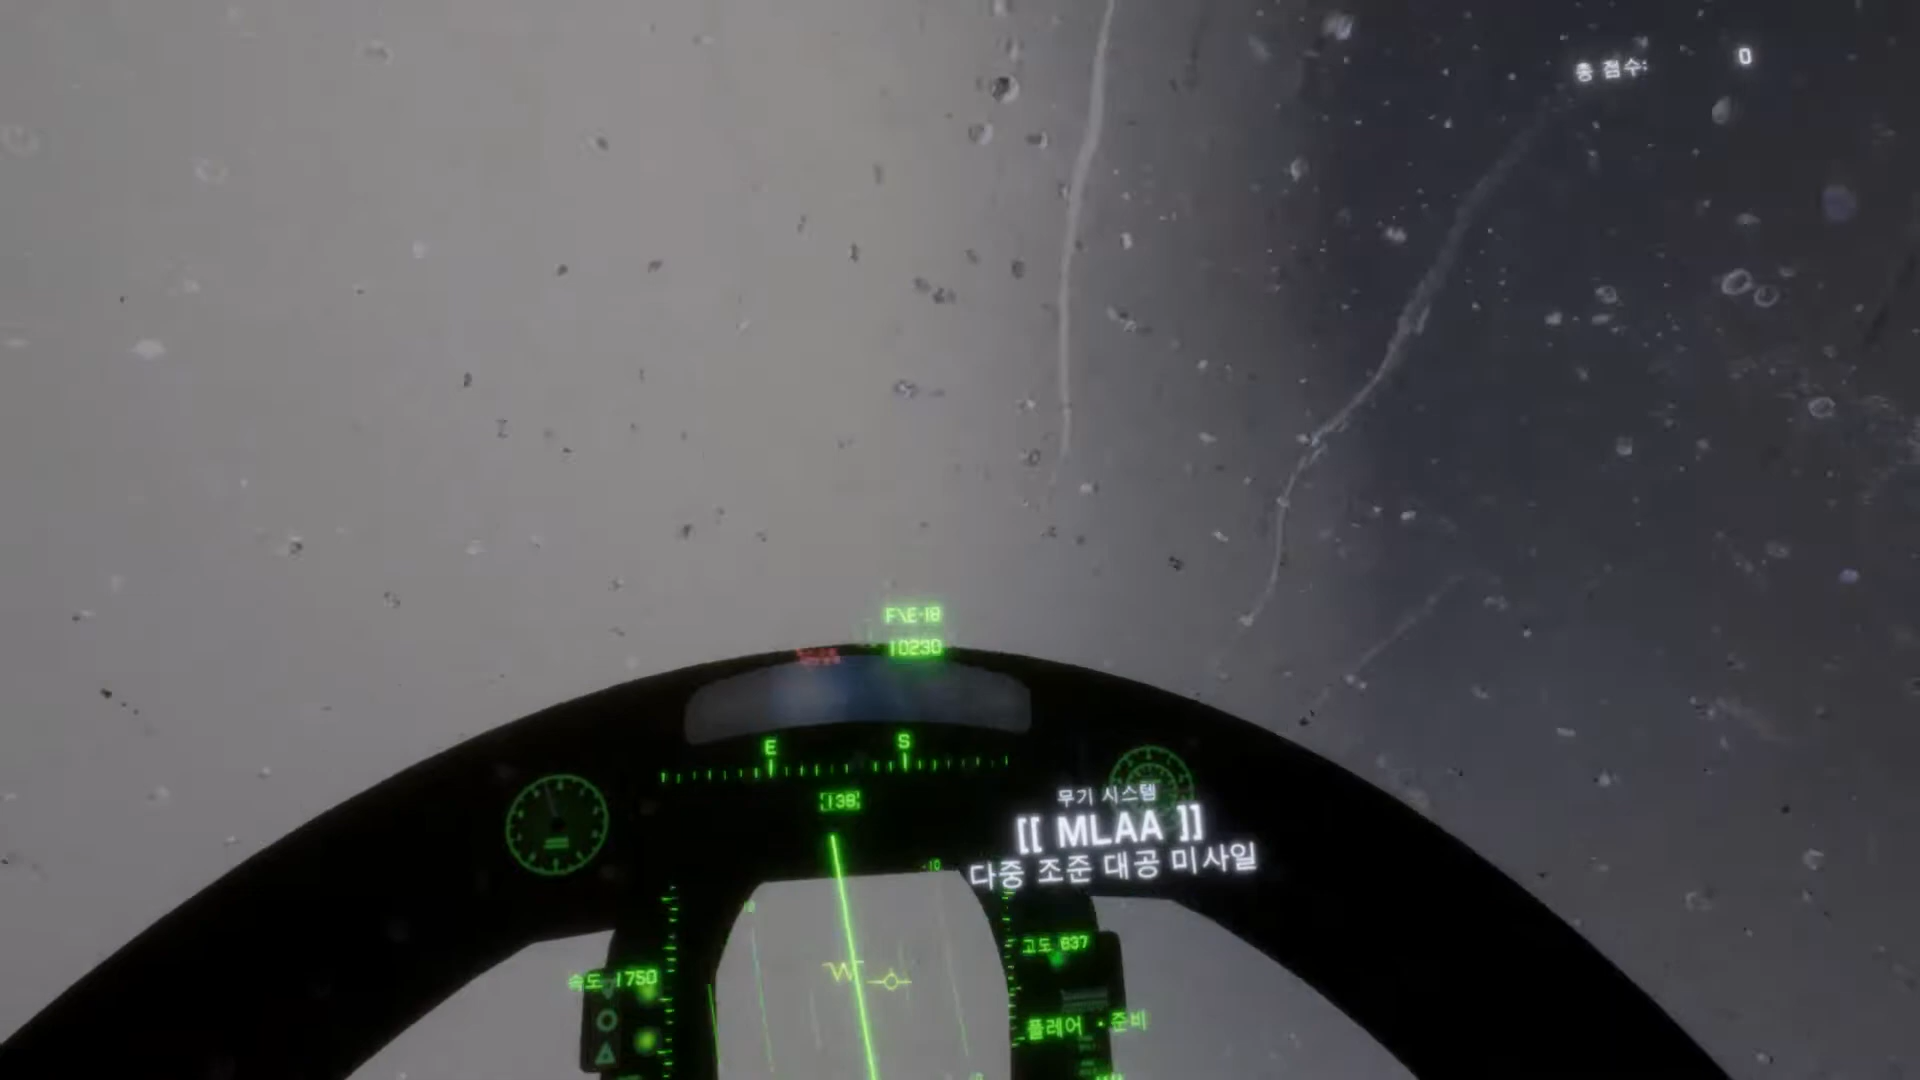 총 점수: 0
F\E-18
10230
E S
138
무기 시스템
[[ MLAA ]]
다중 조준 대공 미사일
-10
고도 837
속도 1750
플레어 · 준비